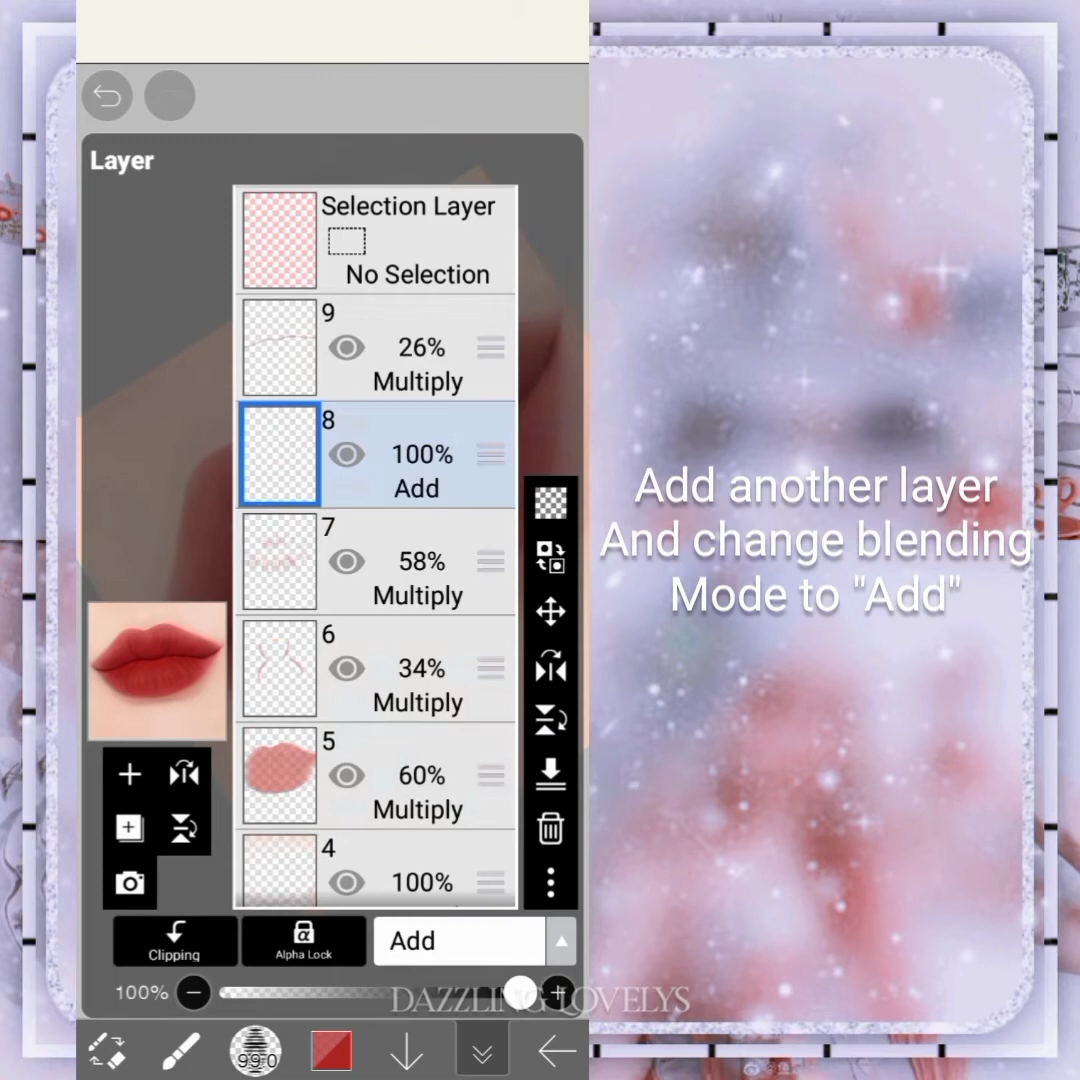 Layer
Selection Layer
No Selection
9
26%
Multiply
8
100%
Add
7
58%
Multiply
6
34%
Multiply
5
60%
Multiply
4
100%
Clipping
α
Alpha Lock
Add
100%
99.0
Add another layer
And change blending
Mode to "Add"
DAZZLING LOVELYS